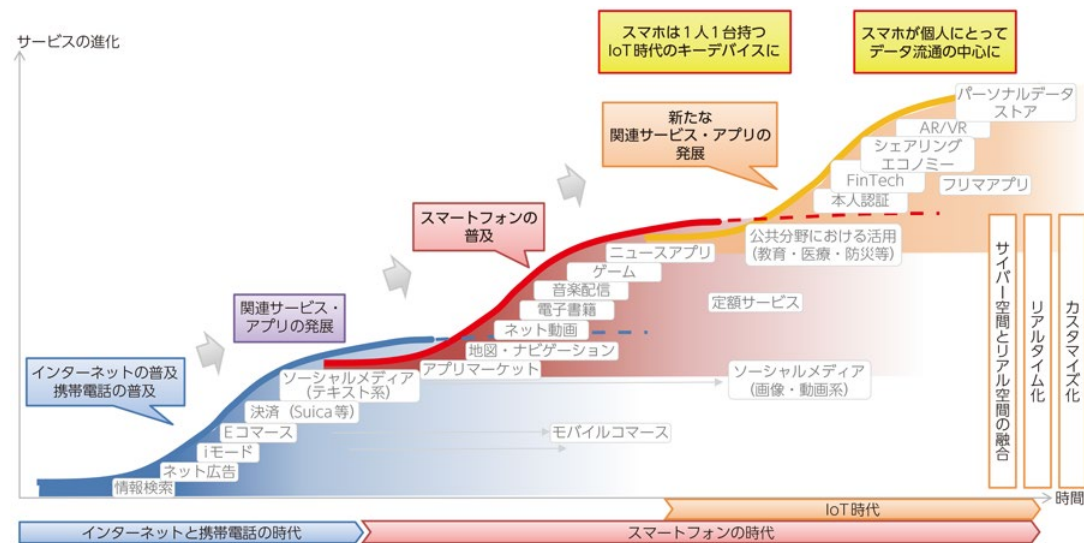 サービスの進化
スマホは1人1台持つ
IoT時代のキーデバイスに
スマホが個人にとって
データ流通の中心に
新たな
関連サービス・アプリの
発展
パーソナルデータ
ストア
AR/VR
シェアリング
エコノミー
FinTech
フリマアプリ
本人認証
スマートフォンの
普及
公共分野における活用
(教育・医療・防災等)
ニュースアプリ
ゲーム
音楽配信
電子書籍
定額サービス
ネット動画
地図・ナビゲーション
アプリマーケット
関連サービス・
アプリの発展
ソーシャルメディア
(テキスト系)
ソーシャルメディア
(画像・動画系)
インターネットの普及
携帯電話の普及
決済(Suica等)
Eコマース
モバイルコマース
iモード
ネット広告
情報検索
サイバー空間とリアル空間の融合
リアルタイム化
カスタマイズ化
時間
IoT時代
インターネットと携帯電話の時代
スマートフォンの時代